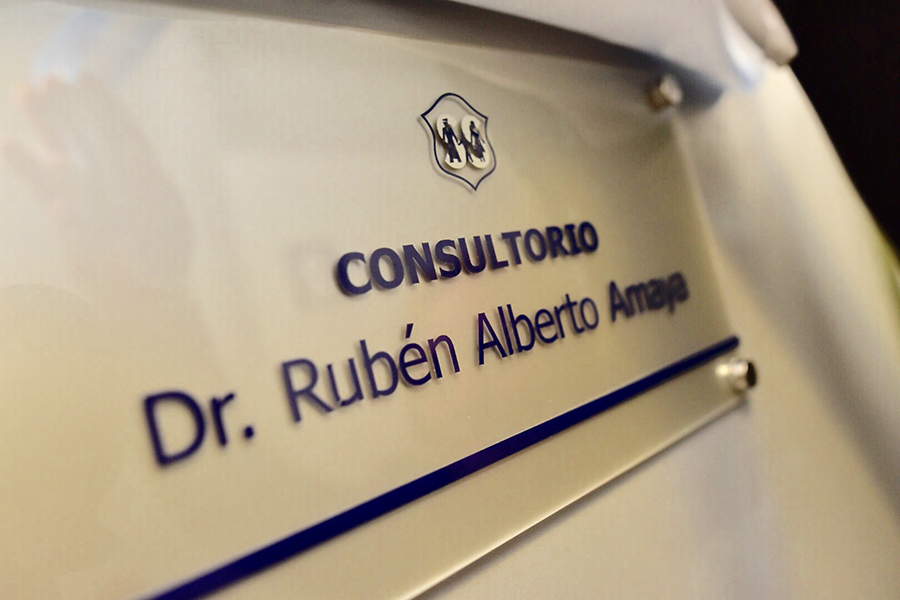 CONSULTORIO
Dr. Rubén Alberto Amaya